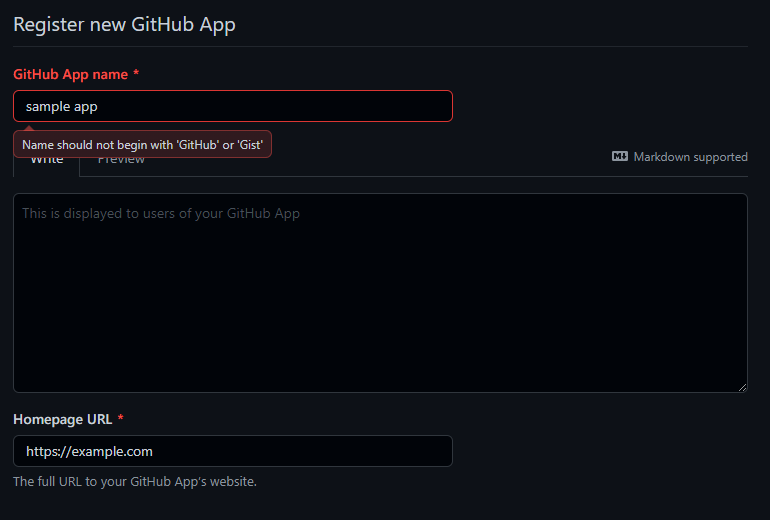 Register new GitHub App
GitHub App name *
sample app
Name should not begin with 'GitHub' or 'Gist'
Write Preview Markdown supported
This is displayed to users of your GitHub App
Homepage URL *
https://example.com
The full URL to your GitHub App's website.